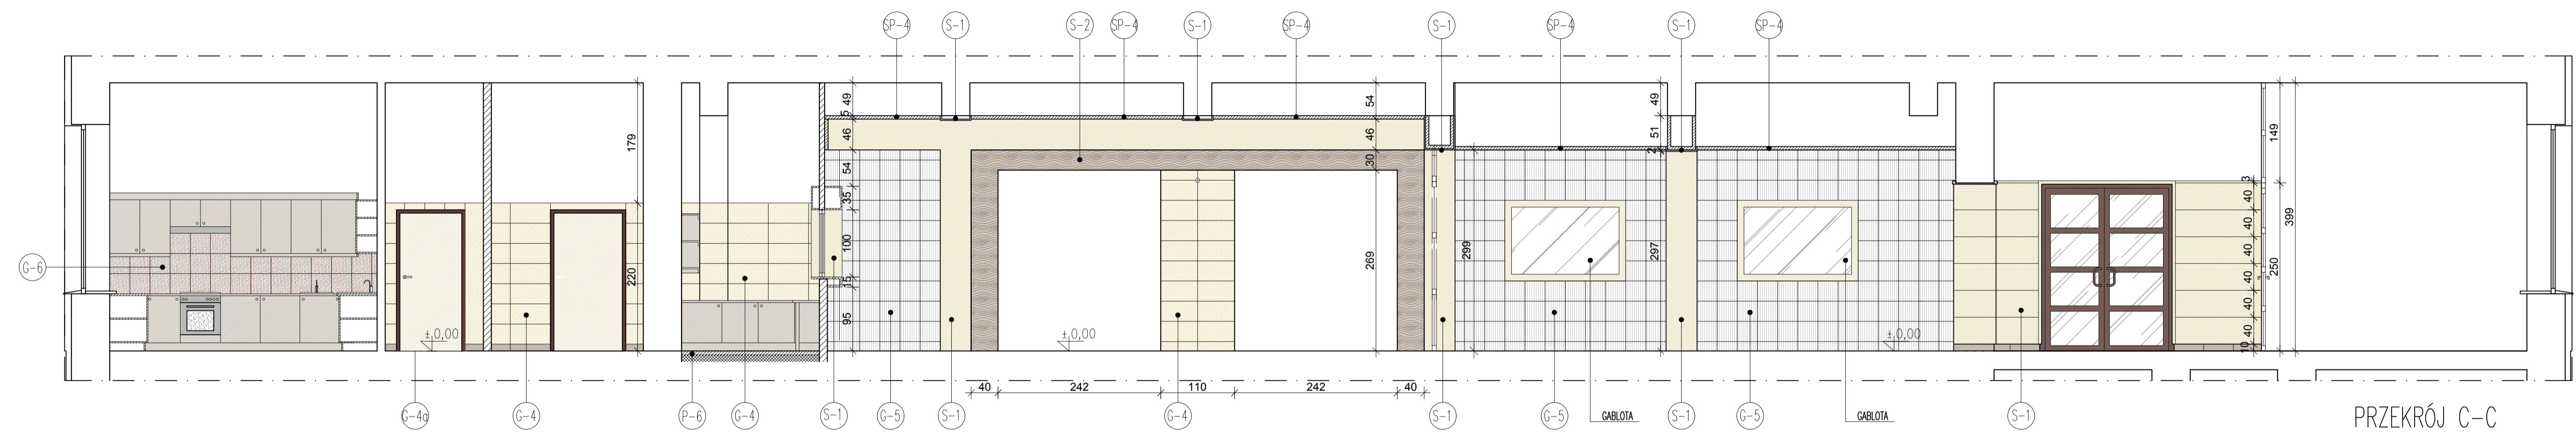 SP-4 S-1 S-2 SP-4 S-1 SP-4 S-1 SP-4 S-1 SP-4
49 5 46 54 35 100 15 95
179 220
54 46 30 269
299
49 51 2 297
149 250 399
3 40 40 40 40 40 40 10
G-6
±0,00 ±0,00 ±0,00
40 242 110 242 40
G-4a G-4 P-6 G-4 S-1 G-5 S-1 G-4 S-1 G-5 GABLOTA S-1 G-5 GABLOTA S-1
PRZEKRÓJ C-C